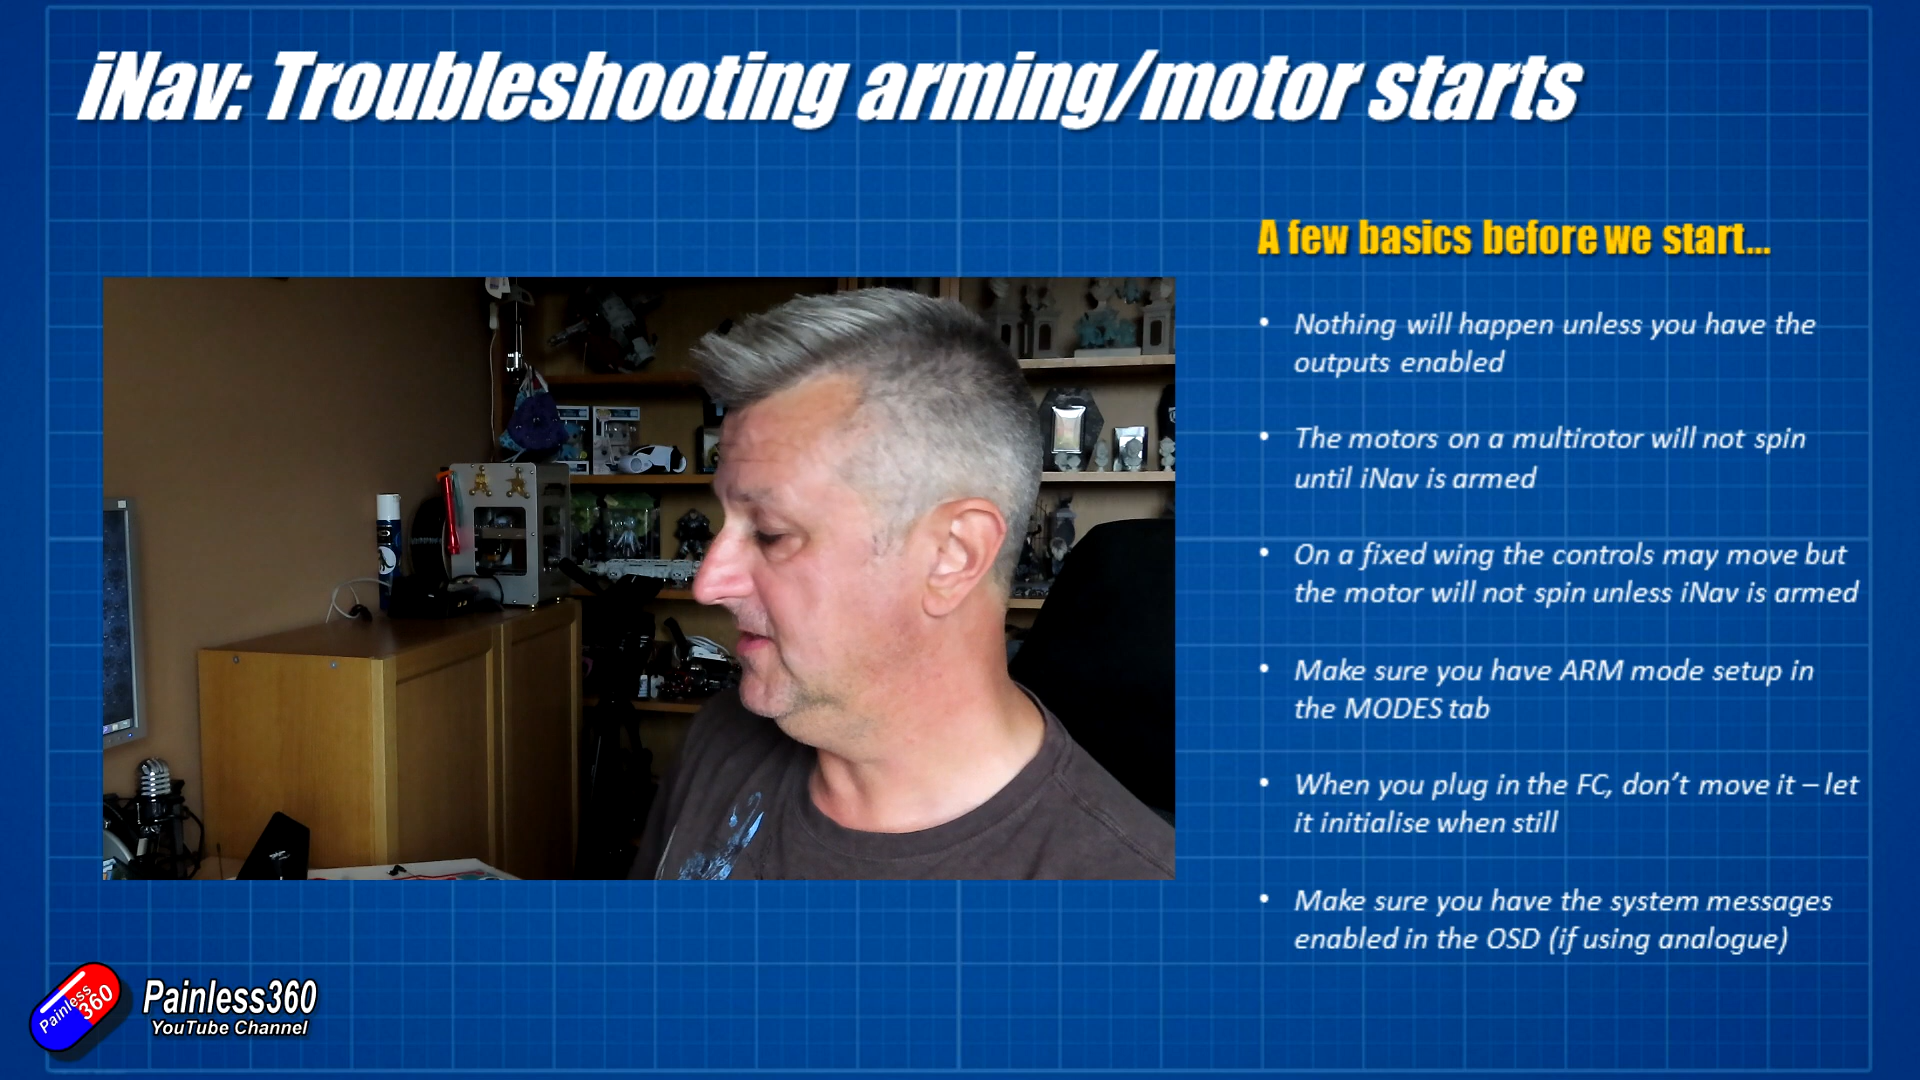 iNav: Troubleshooting arming/motor starts
A few basics before we start...
• Nothing will happen unless you have the
outputs enabled
• The motors on a multirotor will not spin
until iNav is armed
• On a fixed wing the controls may move but
the motor will not spin unless iNav is armed
• Make sure you have ARM mode setup in
the MODES tab
• When you plug in the FC, don't move it – let
it initialise when still
• Make sure you have the system messages
enabled in the OSD (if using analogue)
Painless
360
Painless360
YouTube Channel